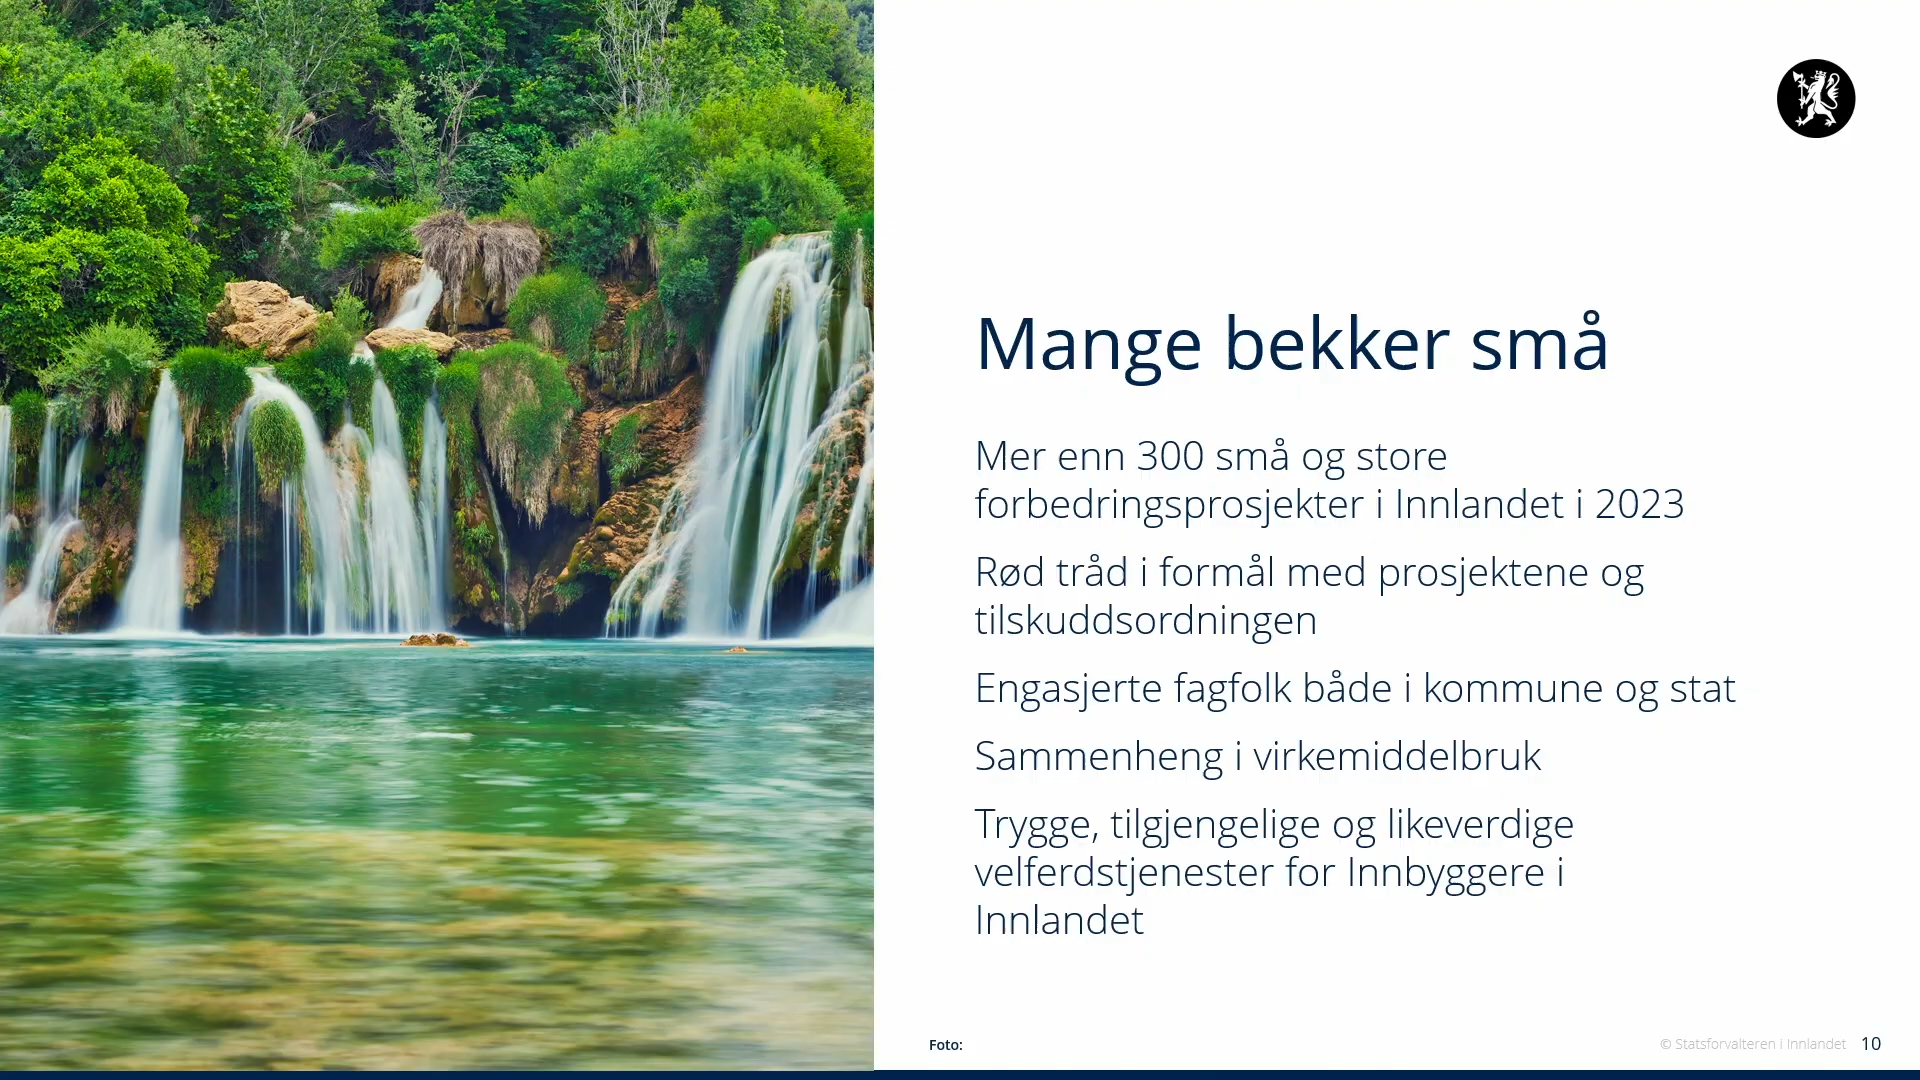 Mange bekker små
Mer enn 300 små og store
forbedringsprosjekter i Innlandet i 2023
Rød tråd i formål med prosjektene og
tilskuddsordningen
Engasjerte fagfolk både i kommune og stat
Sammenheng i virkemiddelbruk
Trygge, tilgjengelige og likeverdige
velferdstjenester for Innbyggere i
Innlandet
Foto:
© Statsforvalteren i Innlandet 10